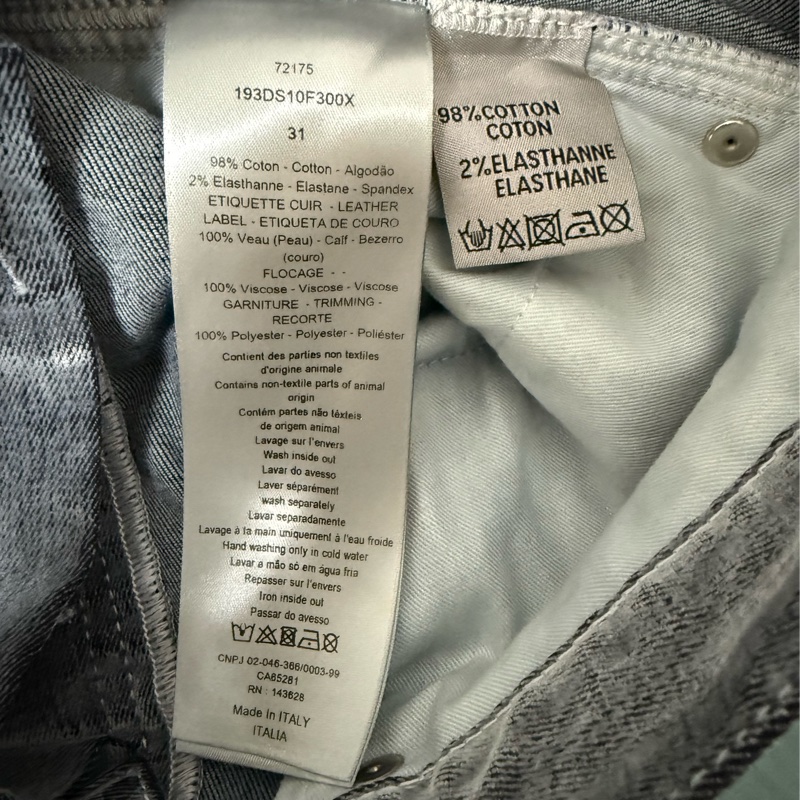 72175
193DS10F300X
31
98% Coton - Cotton - Algodão
2% Elasthanne - Elastane - Spandex
ETIQUETTE CUIR - LEATHER
LABEL - ETIQUETA DE COURO
100% Veau (Peau) - Calf - Bezerro
(couro)
FLOCAGE - -
100% Viscose - Viscose - Viscose
GARNITURE - TRIMMING -
RECORTE
100% Polyester - Polyester - Poliéster
Contient des parties non textiles
d'origine animale
Contains non-textile parts of animal
origin
Contém partes não têxteis
de origem animal
Lavage sur l'envers
Wash inside out
Lavar do avesso
Laver séparément
wash separately
Lavar separadamente
Lavage à la main uniquement à l'eau froide
Hand washing only in cold water
Lavar a mão só em água fria
Repasser sur l'envers
Iron inside out
Passar do avesso
CNPJ 02-046-366/0003-99
CA85281
RN : 143628
Made In ITALY
ITALIA
98%COTTON
COTON
2%ELASTHANNE
ELASTHANE